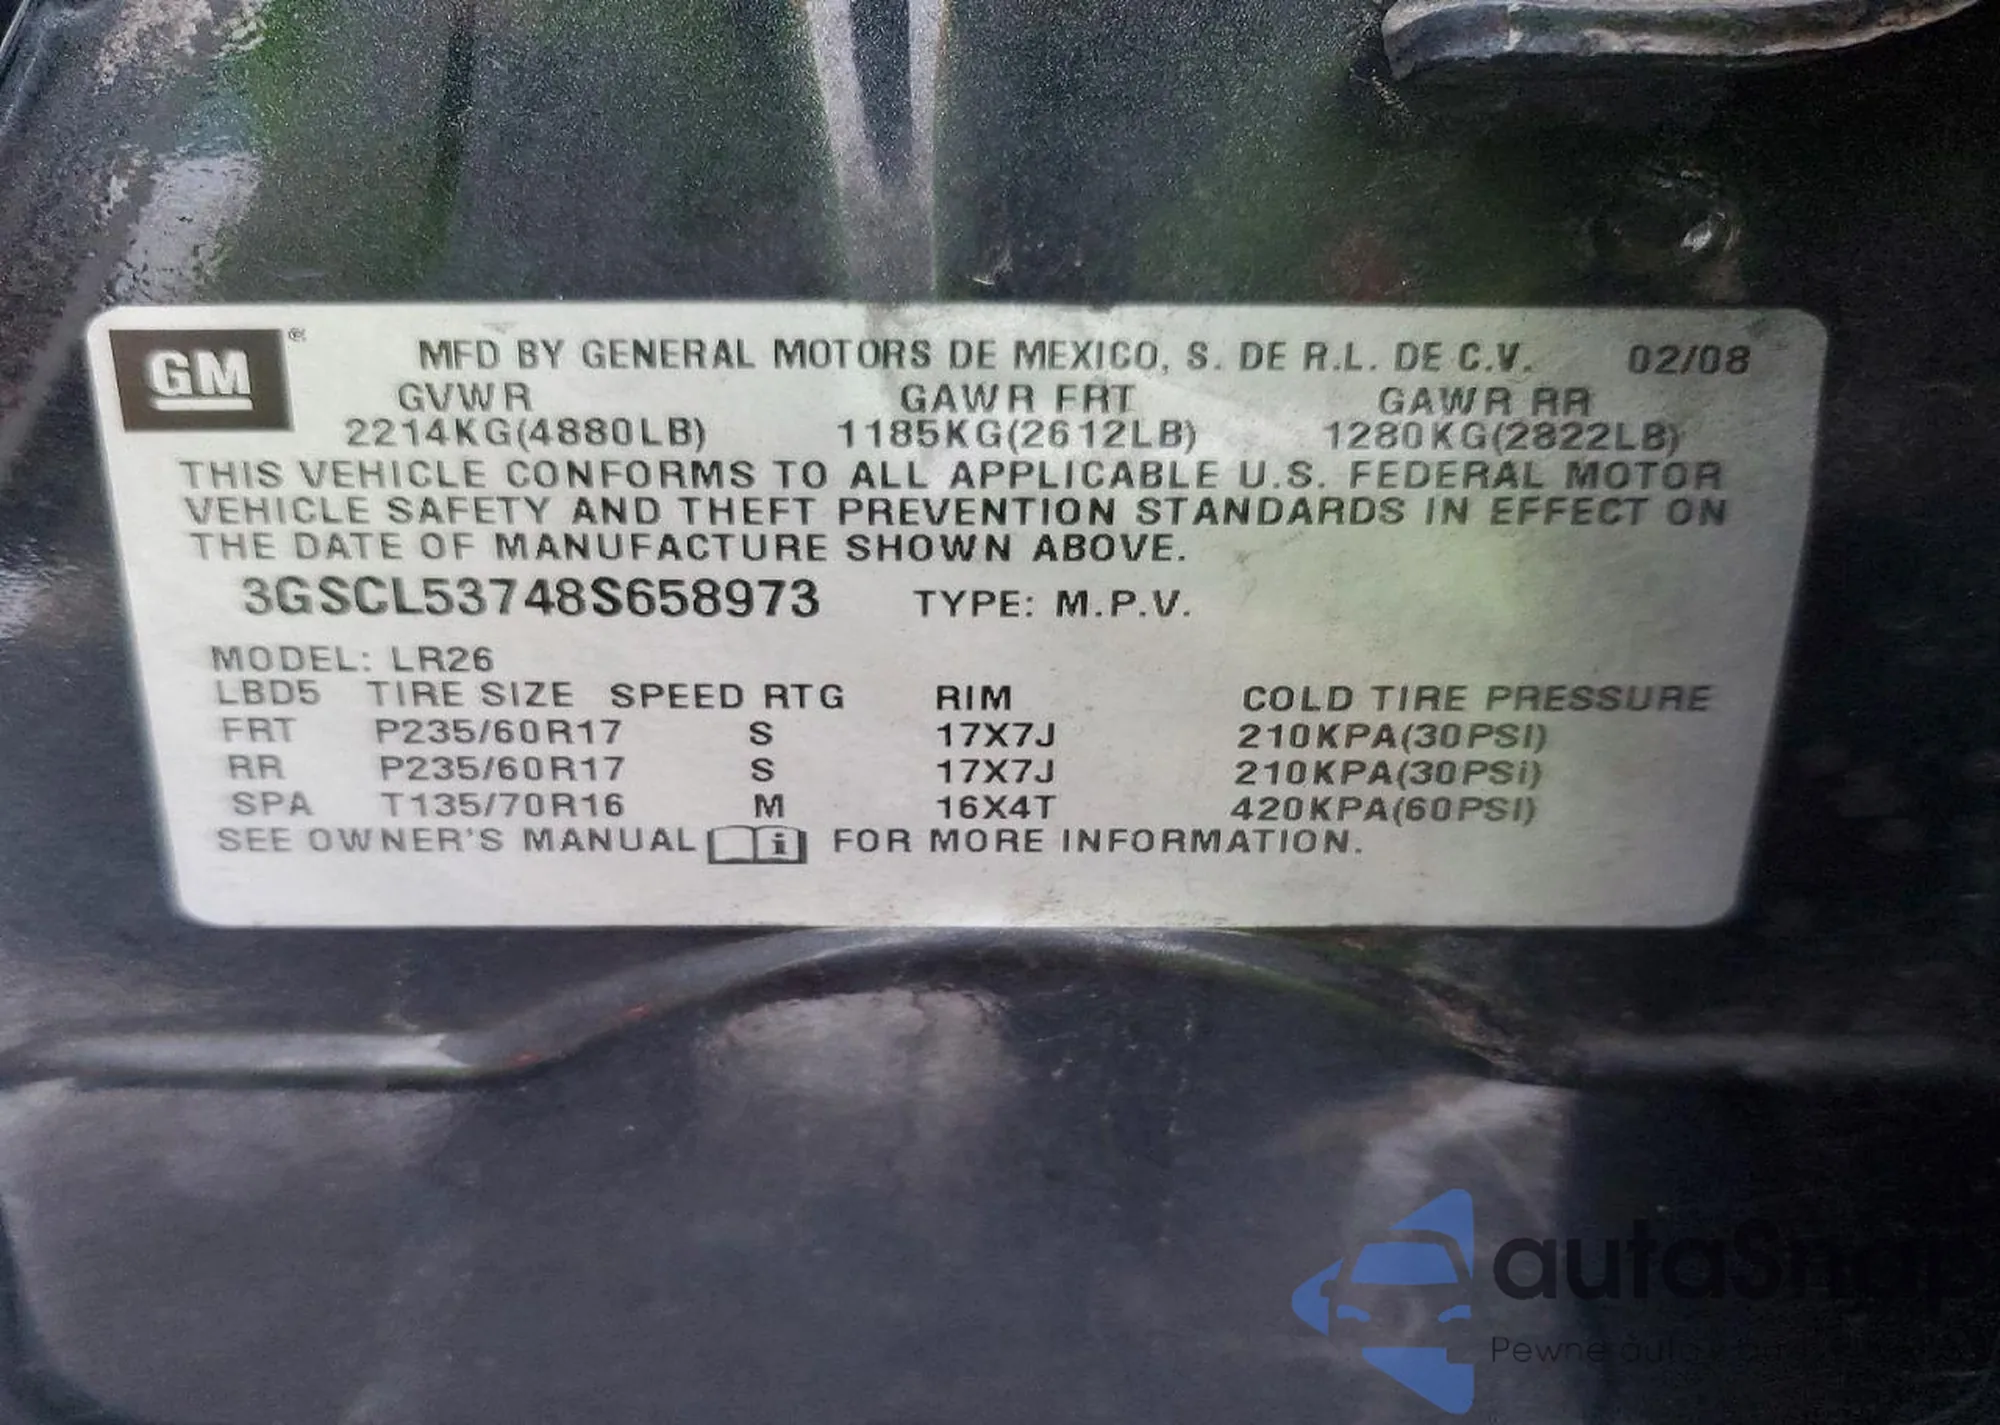 GM ® MFD BY GENERAL MOTORS DE MEXICO, S. DE R.L. DE C.V. 02/08
GVWR GAWR FRT GAWR RR
2214KG(4880LB) 1185KG(2612LB) 1280KG(2822LB)
THIS VEHICLE CONFORMS TO ALL APPLICABLE U.S. FEDERAL MOTOR
VEHICLE SAFETY AND THEFT PREVENTION STANDARDS IN EFFECT ON
THE DATE OF MANUFACTURE SHOWN ABOVE.
3GSCL53748S658973 TYPE: M.P.V.
MODEL: LR26
LBD5 TIRE SIZE SPEED RTG RIM COLD TIRE PRESSURE
FRT P235/60R17 S 17X7J 210KPA(30PSI)
RR P235/60R17 S 17X7J 210KPA(30PSi)
SPA T135/70R16 M 16X4T 420KPA(60PSI)
SEE OWNER'S MANUAL i FOR MORE INFORMATION.
autaShop
Pewne